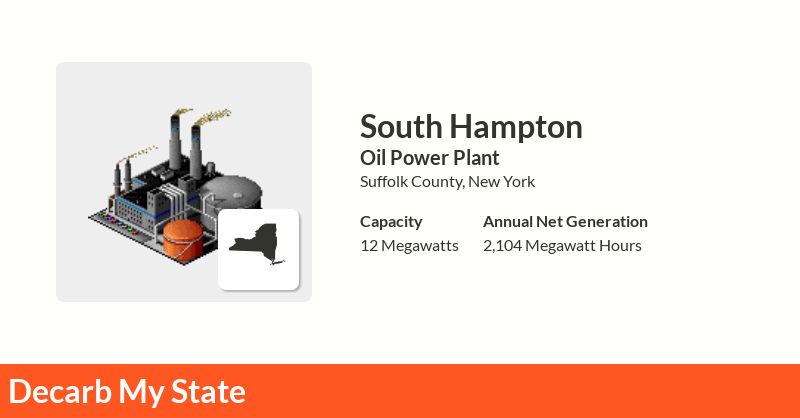 South Hampton
Oil Power Plant
Suffolk County, New York
Capacity
12 Megawatts
Annual Net Generation
2,104 Megawatt Hours
Decarb My State